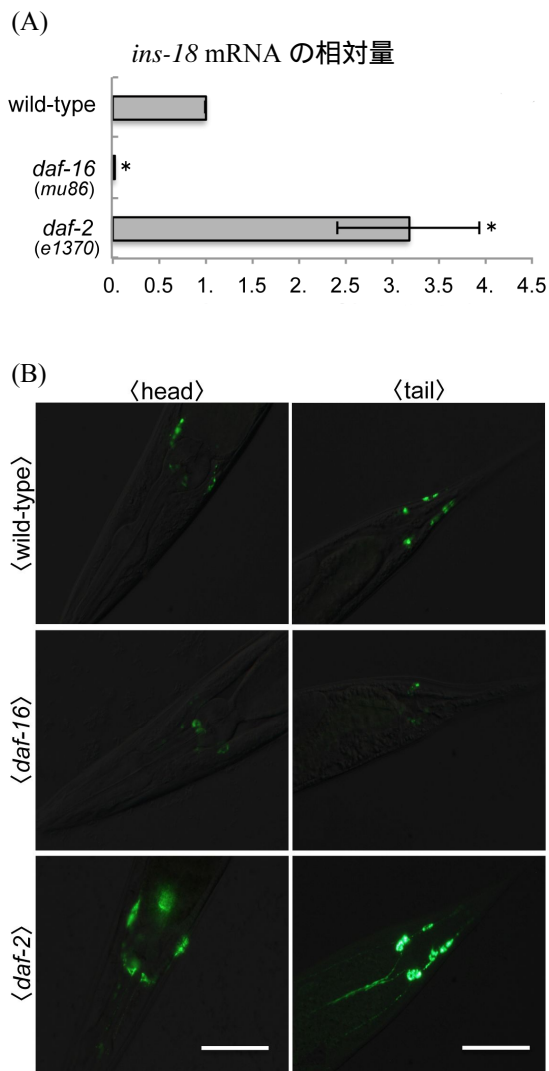 (A)
ins-18 mRNA の相対量
wild-type
daf-16 *
(mu86)
daf-2 *
(e1370)
0. 0.5 1. 1.5 2. 2.5 3. 3.5 4. 4.5
(B)
〈head〉 〈tail〉
〈wild-type〉
〈daf-16〉
〈daf-2〉